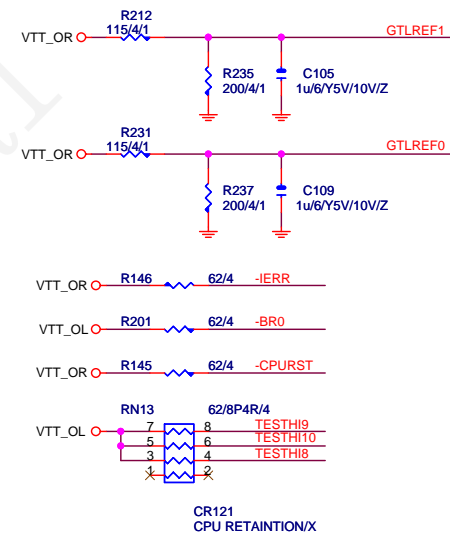 R212
115/4/1
VTT_OR
GTLREF1
R235
200/4/1
C105
1u/6/Y5V/10V/Z
R231
115/4/1
VTT_OR
GTLREF0
R237
200/4/1
C109
1u/6/Y5V/10V/Z
VTT_OR R146 62/4 -IERR
VTT_OL R201 62/4 -BR0
VTT_OR R145 62/4 -CPURST
RN13 62/8P4R/4
VTT_OL 7 8 TESTHI9
5 6 TESTHI10
3 4 TESTHI8
1 2
CR121
CPU RETAINTION/X